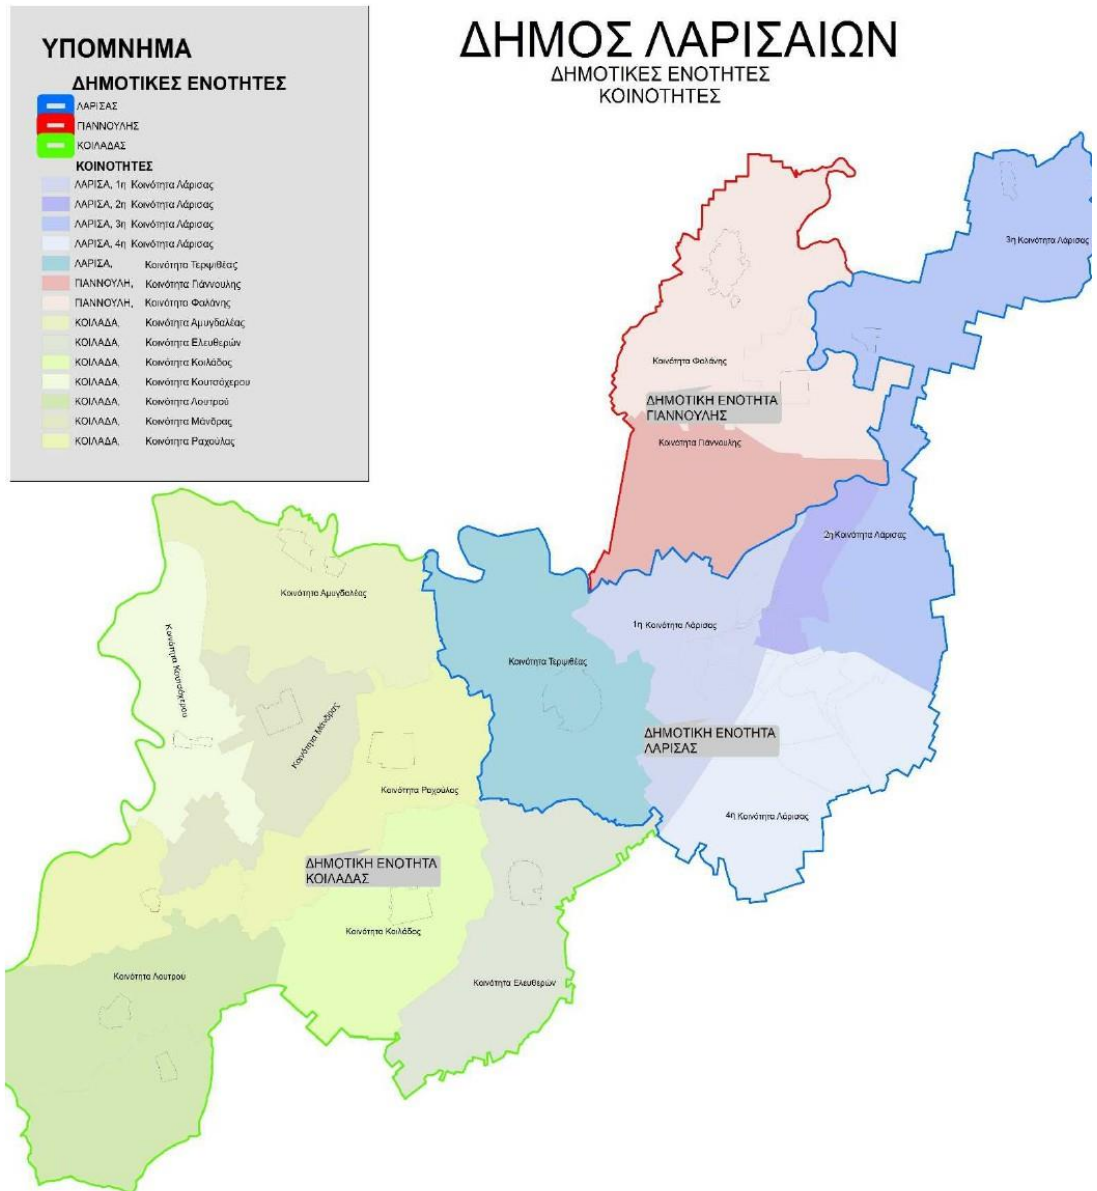 ΥΠΟΜΝΗΜΑ
ΔΗΜΟΤΙΚΕΣ ΕΝΟΤΗΤΕΣ
ΛΑΡΙΣΑΣ
ΓΙΑΝΝΟΥΛΗΣ
ΚΟΙΛΑΔΑΣ
ΚΟΙΝΟΤΗΤΕΣ
ΛΑΡΙΣΑ, 1η Κοινότητα Λάρισας
ΛΑΡΙΣΑ, 2η Κοινότητα Λάρισας
ΛΑΡΙΣΑ, 3η Κοινότητα Λάρισας
ΛΑΡΙΣΑ, 4η Κοινότητα Λάρισας
ΛΑΡΙΣΑ, Κοινότητα Τερψιθέας
ΓΙΑΝΝΟΥΛΗ, Κοινότητα Γιάννουλης
ΓΙΑΝΝΟΥΛΗ, Κοινότητα Φαλάνης
ΚΟΙΛΑΔΑ, Κοινότητα Αμυγδαλέας
ΚΟΙΛΑΔΑ, Κοινότητα Ελευθερών
ΚΟΙΛΑΔΑ, Κοινότητα Κοιλάδος
ΚΟΙΛΑΔΑ, Κοινότητα Κουτσόχερου
ΚΟΙΛΑΔΑ, Κοινότητα Λουτρού
ΚΟΙΛΑΔΑ, Κοινότητα Μάνδρας
ΚΟΙΛΑΔΑ, Κοινότητα Ραχούλας
ΔΗΜΟΣ ΛΑΡΙΣΑΙΩΝ
ΔΗΜΟΤΙΚΕΣ ΕΝΟΤΗΤΕΣ
ΚΟΙΝΟΤΗΤΕΣ
3η Κοινότητα Λάρισας
Κοινότητα Φαλάνης
ΔΗΜΟΤΙΚΗ ΕΝΟΤΗΤΑ
ΓΙΑΝΝΟΥΛΗΣ
Κοινότητα Γιάννουλης
2η Κοινότητα Λάρισας
Κοινότητα Αμυγδαλέας
1η Κοινότητα Λάρισας
Κοινότητα Κουτσόχερου
Κοινότητα Τερψιθέας
Κοινότητα Μάνδρας
ΔΗΜΟΤΙΚΗ ΕΝΟΤΗΤΑ
ΛΑΡΙΣΑΣ
Κοινότητα Ραχούλας
4η Κοινότητα Λάρισας
ΔΗΜΟΤΙΚΗ ΕΝΟΤΗΤΑ
ΚΟΙΛΑΔΑΣ
Κοινότητα Κοιλάδος
Κοινότητα Λουτρού
Κοινότητα Ελευθερών